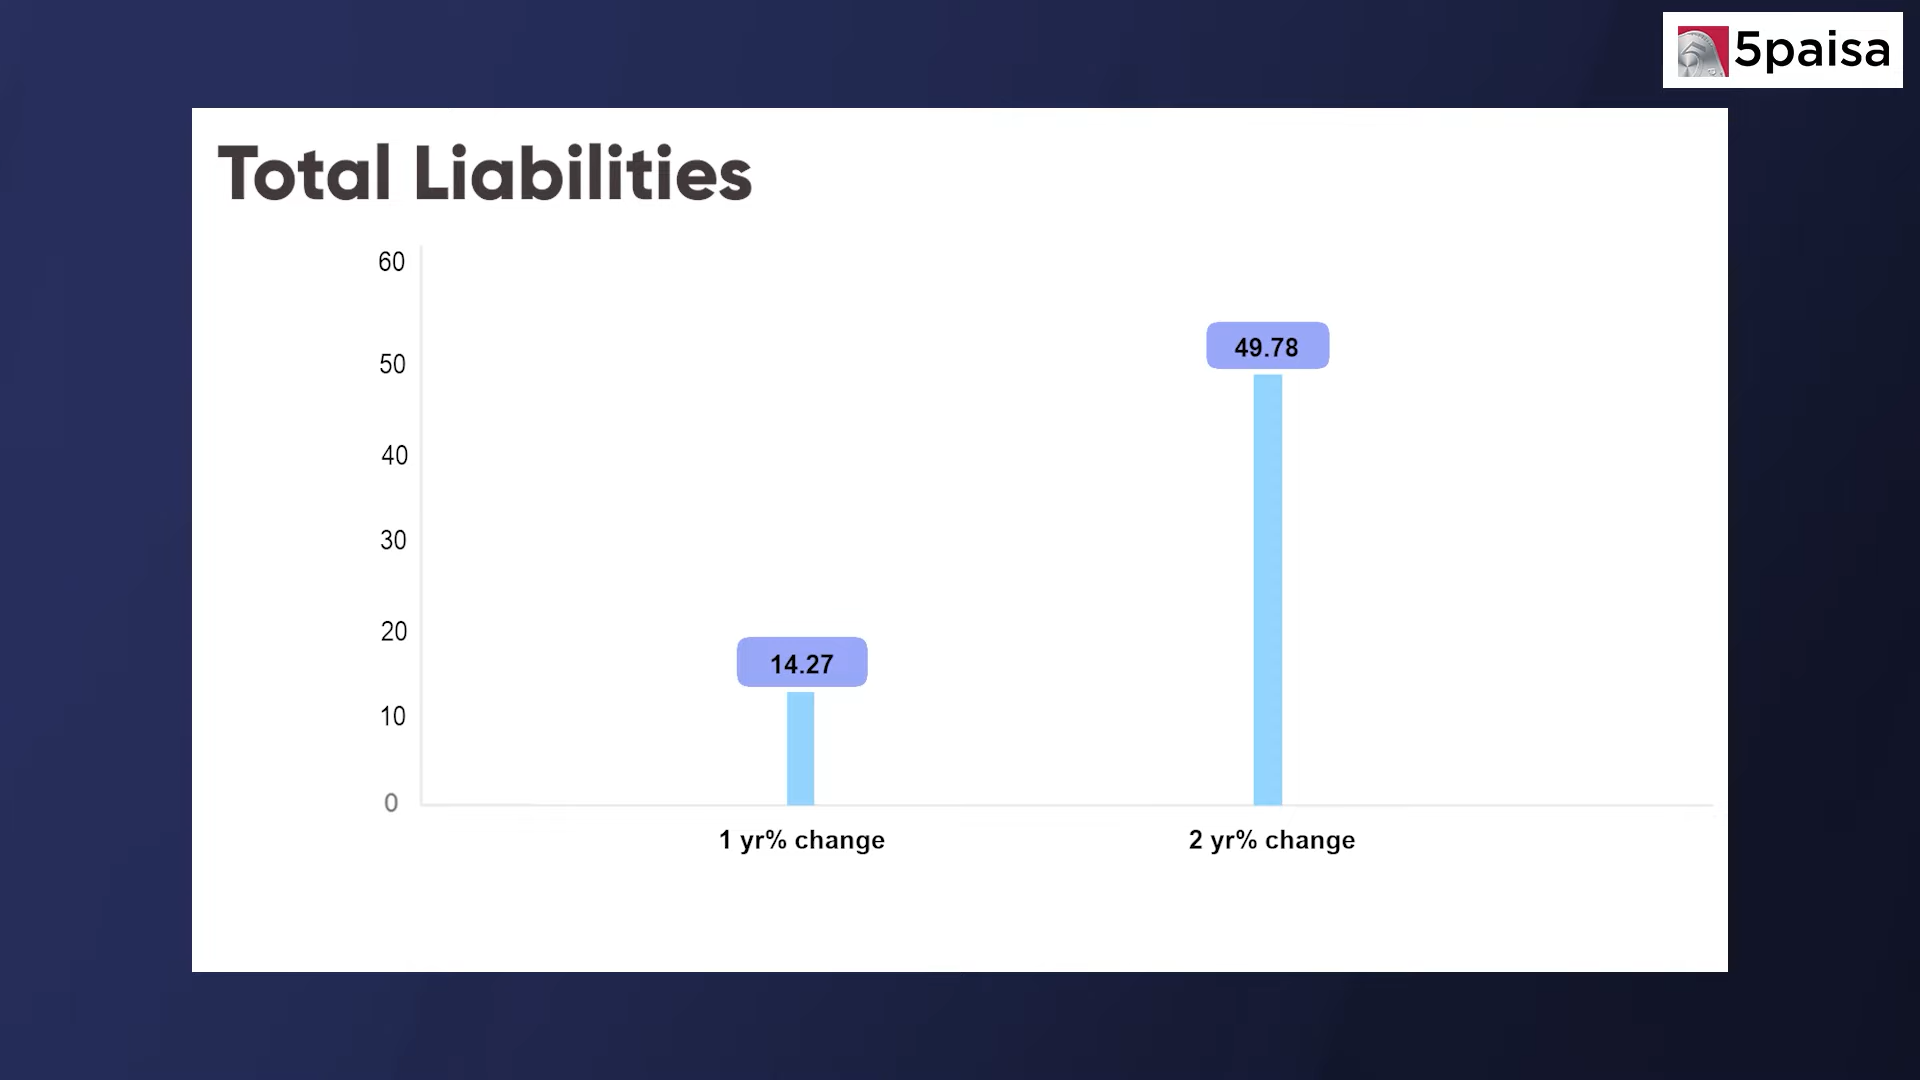 5paisa
Total Liabilities
60
50
40
30
20
10
0
49.78
14.27
1 yr% change
2 yr% change